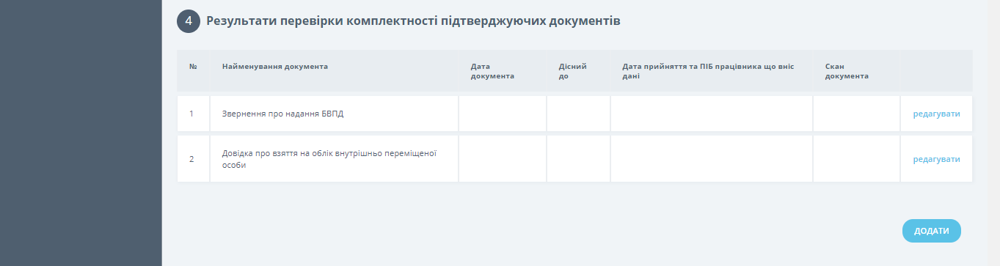 4 Результати перевірки комплектності підтверджуючих документів
№ Найменування документа Дата документа Дісний до Дата прийняття та ПІБ працівника що вніс дані Скан документа
1 Звернення про надання БВПД редагувати
2 Довідка про взяття на облік внутрішньо переміщеної особи редагувати
ДОДАТИ